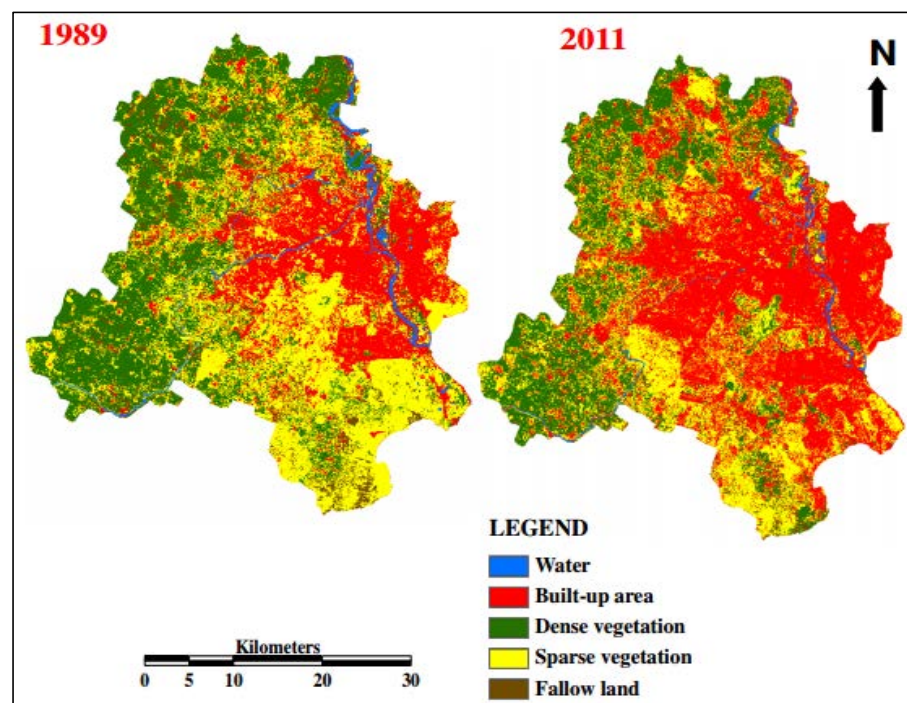 1989
2011
N
LEGEND
Water
Built-up area
Dense vegetation
Sparse vegetation
Fallow land
Kilometers
0 5 10 20 30